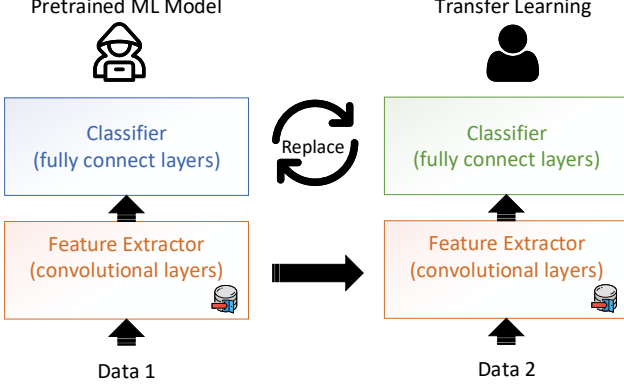 Pretrained ML Model
Transfer Learning
Classifier
(fully connect layers)
Replace
Classifier
(fully connect layers)
Feature Extractor
(convolutional layers)
Feature Extractor
(convolutional layers)
Data 1
Data 2